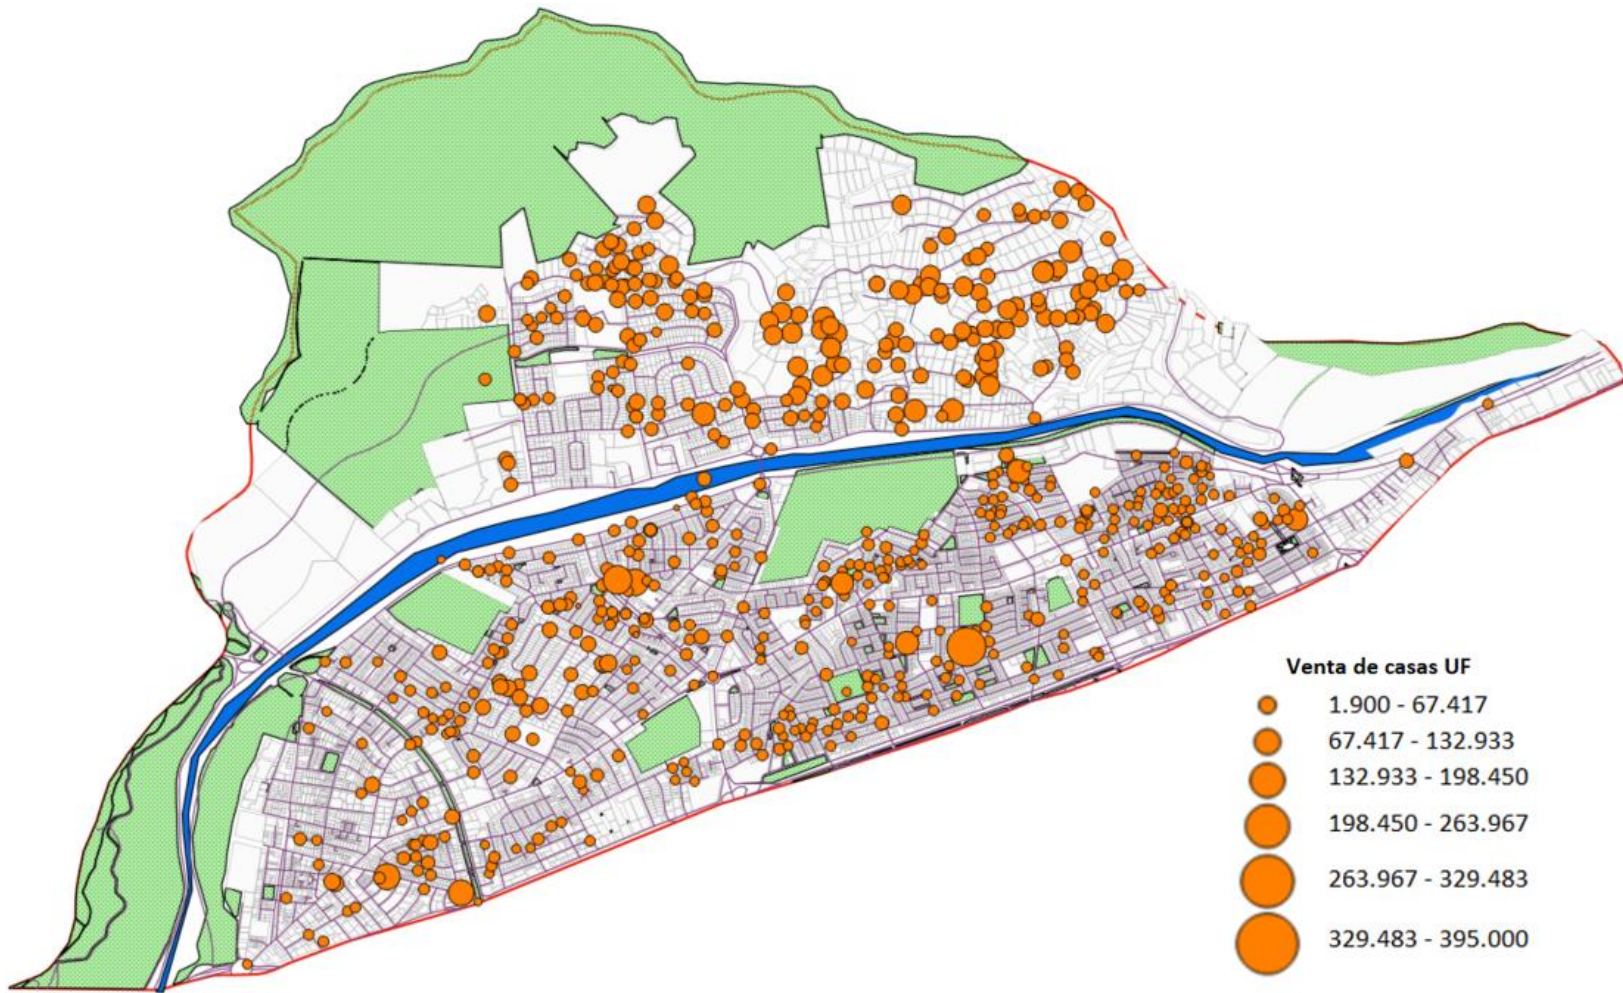 Venta de casas UF
1.900 - 67.417
67.417 - 132.933
132.933 - 198.450
198.450 - 263.967
263.967 - 329.483
329.483 - 395.000